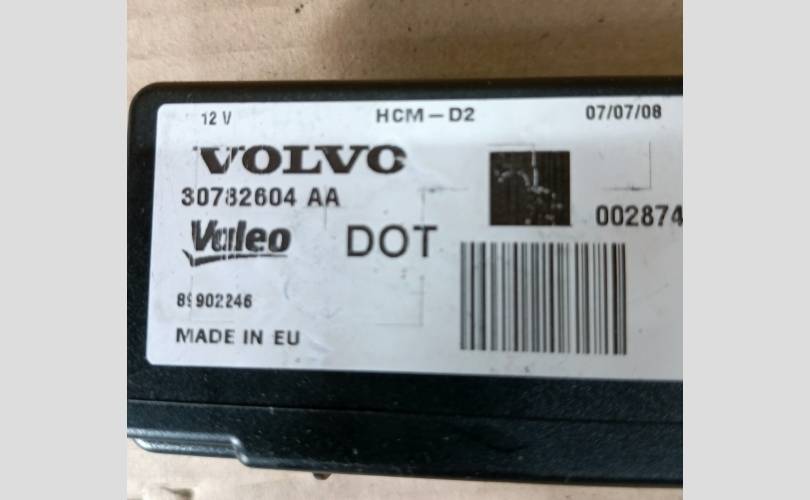 12 V HCM-D2 07/07/08
VOLVO
30782604 AA
002874
Valeo DOT
89902246
MADE IN EU